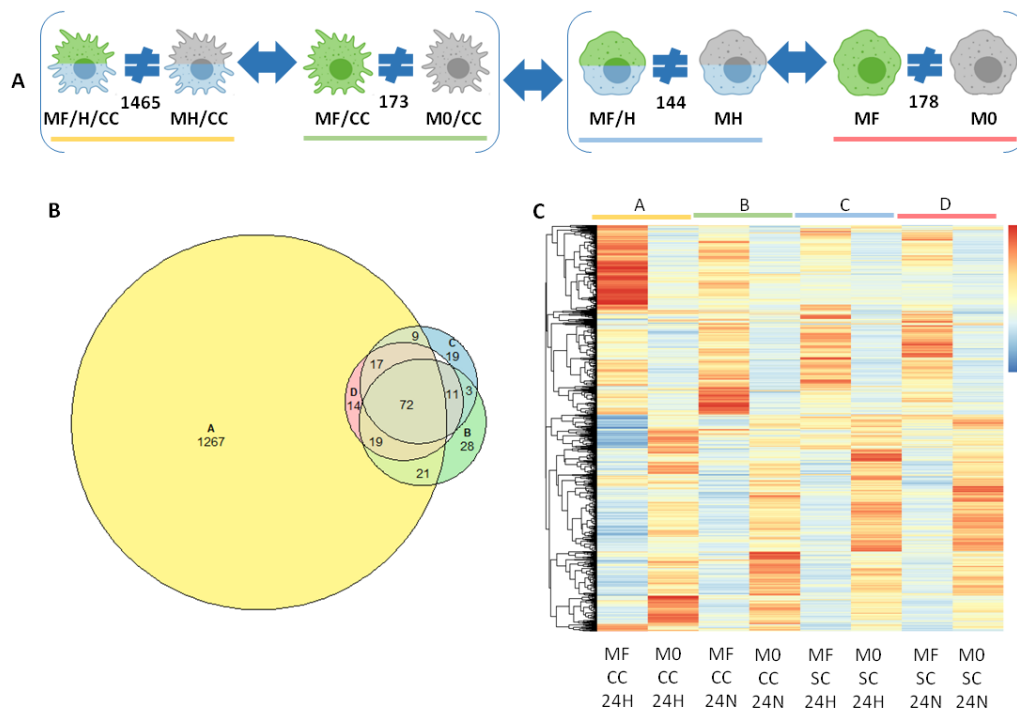 A
1465
173
144
178
MF/H/CC MH/CC MF/CC M0/CC MF/H MH MF M0
B
9
C
19
17
3
D
14
11
72
A
1267
B
28
19
21
C
A B C D
MF M0 MF M0 MF M0 MF M0
CC CC CC CC SC SC SC SC
24H 24H 24N 24N 24H 24H 24N 24N